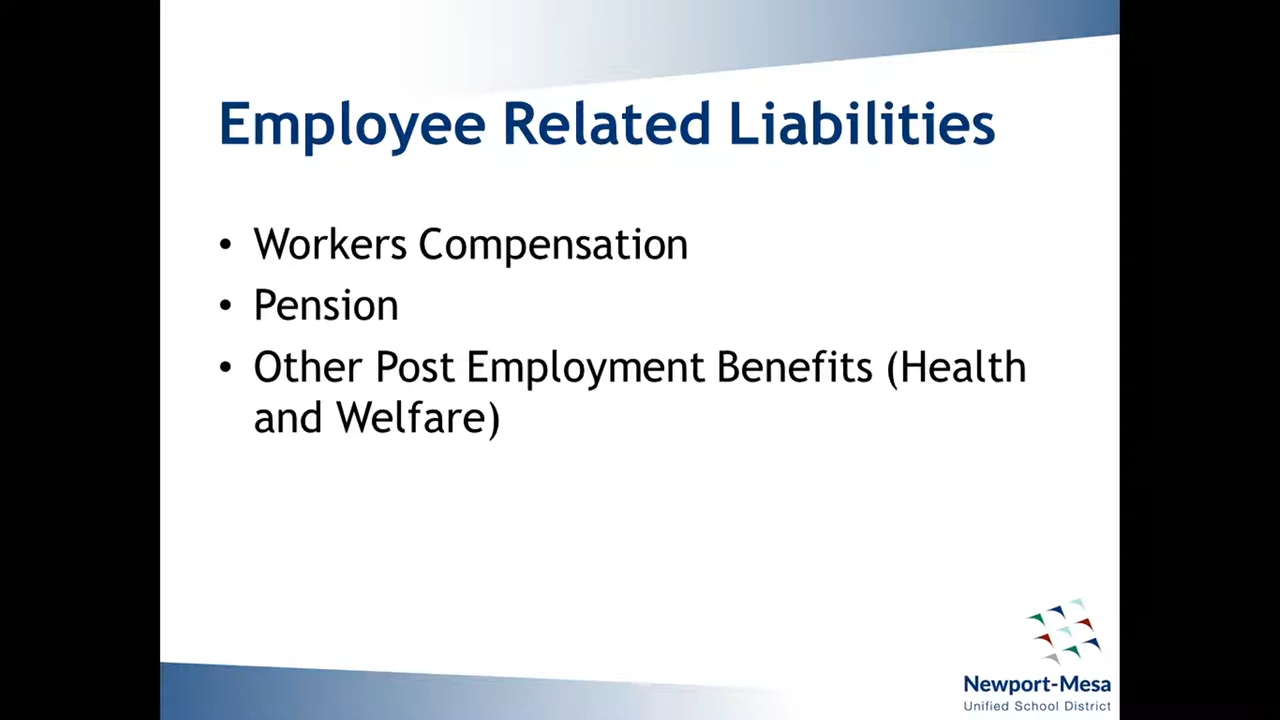 Employee Related Liabilities
• Workers Compensation
• Pension
• Other Post Employment Benefits (Health
and Welfare)
Newport-Mesa
Unified School District